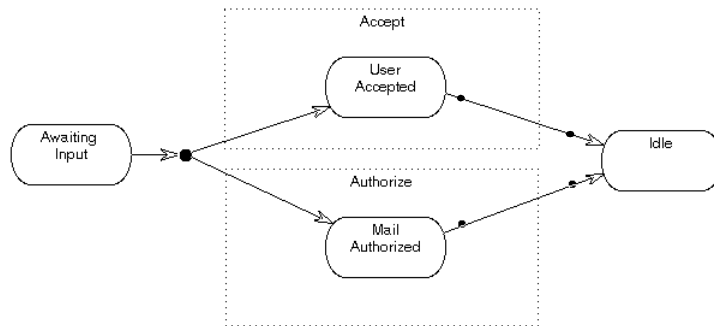 Accept
User
Accepted
Awaiting
Input
Idle
Authorize
Mail
Authorized